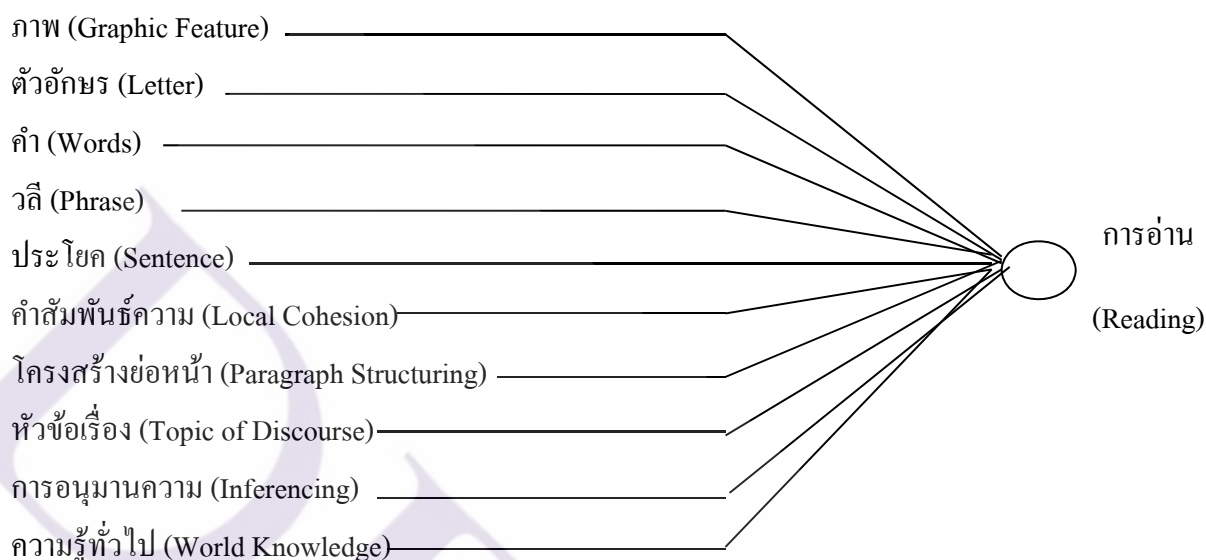 ภาพ (Graphic Feature)
ตัวอักษร (Letter)
คำ (Words)
วลี (Phrase)
ประโยค (Sentence)
คำสัมพันธ์ความ (Local Cohesion)
โครงสร้างย่อหน้า (Paragraph Structuring)
หัวข้อเรื่อง (Topic of Discourse)
การอนุมานความ (Inferencing)
ความรู้ทั่วไป (World Knowledge)
การอ่าน
(Reading)